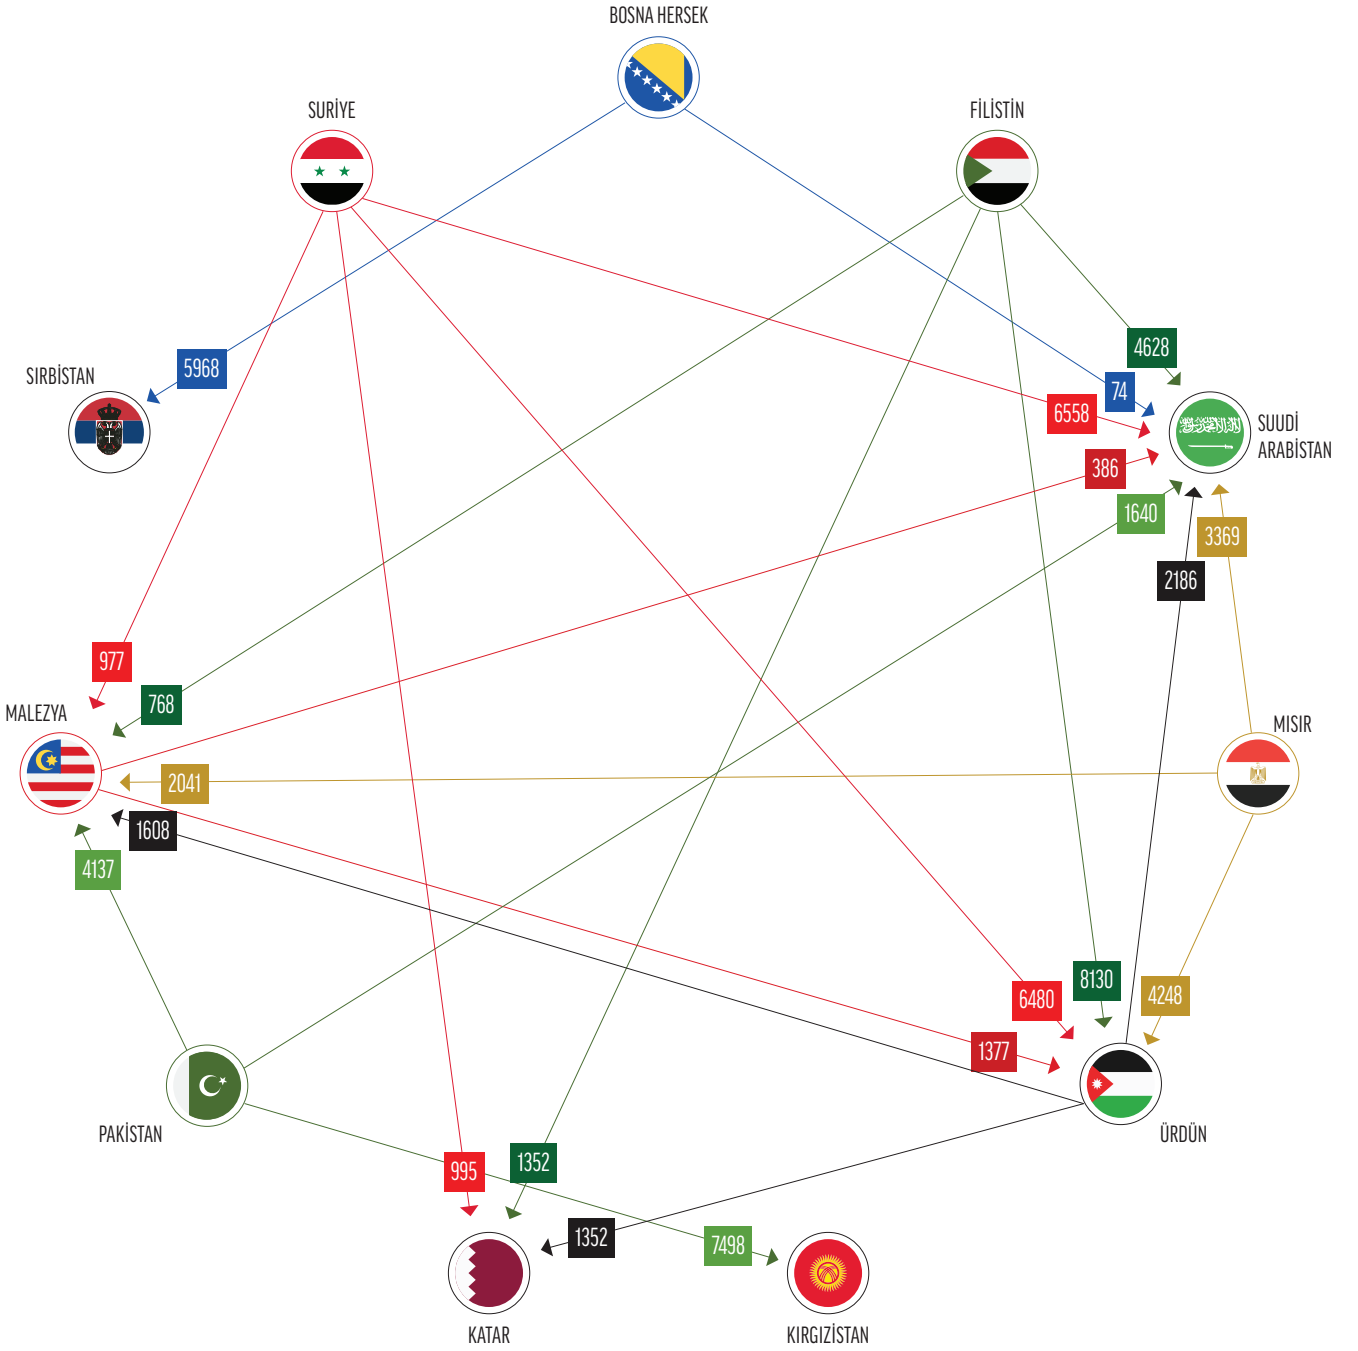 BOSNA HERSEK
SURİYE
FİLİSTİN
4628
5968
SIRBİSTAN
74
6558
SUUDİ
ARABİSTAN
386
1640
3369
2186
977
768
MALEZYA
MISIR
2041
1608
4137
8130
6480
4248
1377
PAKİSTAN
ÜRDÜN
995
1352
1352
7498
KATAR
KIRGIZİSTAN